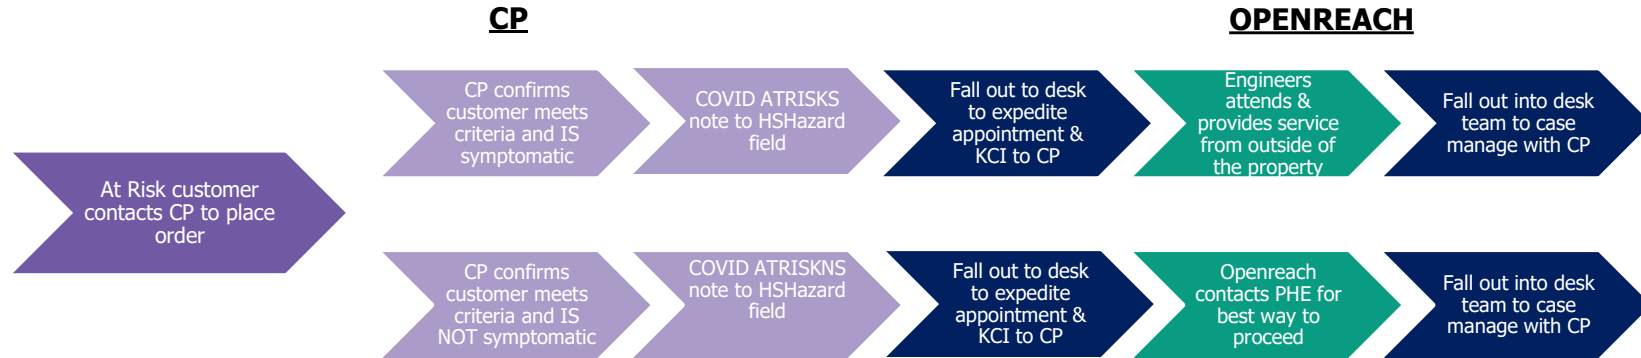 CP
OPENREACH
At Risk customer
contacts CP to place
order
CP confirms
customer meets
criteria and IS
symptomatic
COVID ATRISKS
note to HSHazard
field
Fall out to desk
to expedite
appointment &
KCI to CP
Engineers
attends &
provides service
from outside of
the property
Fall out into desk
team to case
manage with CP
CP confirms
customer meets
criteria and IS
NOT symptomatic
COVID ATRISKNS
note to HSHazard
field
Fall out to desk
to expedite
appointment &
KCI to CP
Openreach
contacts PHE for
best way to
proceed
Fall out into desk
team to case
manage with CP